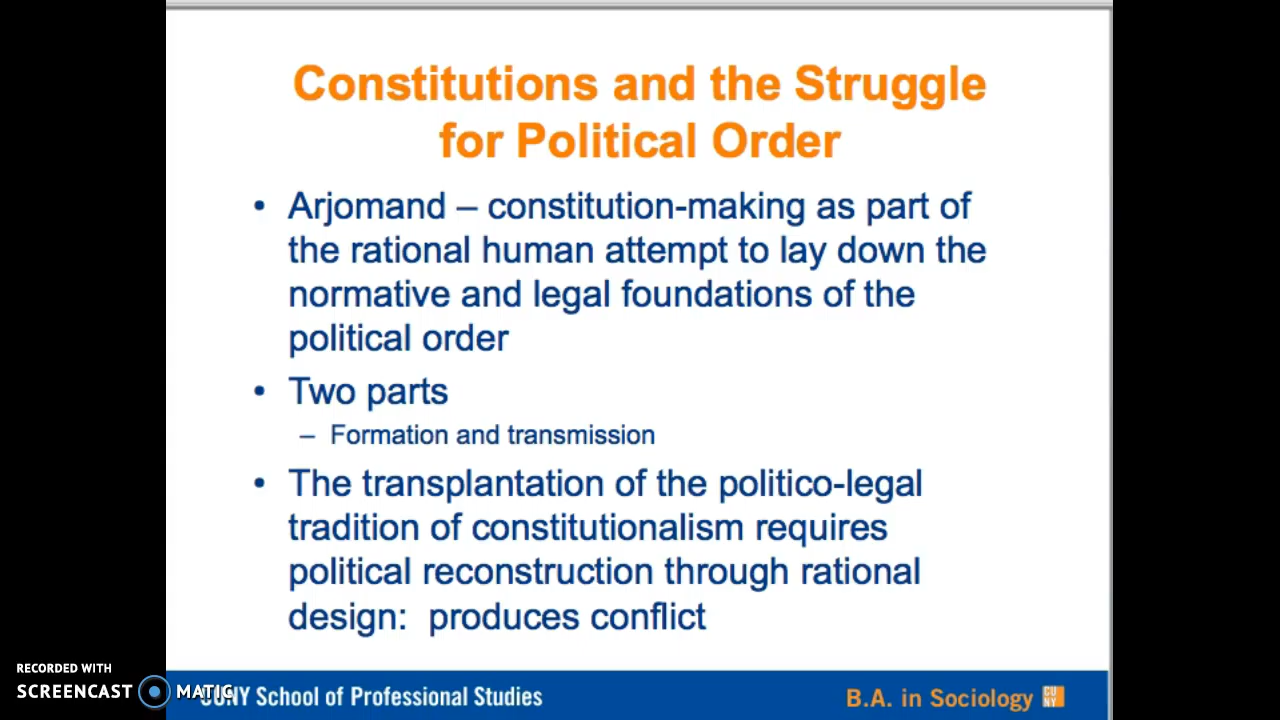 Constitutions and the Struggle
for Political Order
• Arjomand – constitution-making as part of
the rational human attempt to lay down the
normative and legal foundations of the
political order
• Two parts
– Formation and transmission
• The transplantation of the politico-legal
tradition of constitutionalism requires
political reconstruction through rational
design: produces conflict
RECORDED WITH
SCREENCAST MATIC
CUNY School of Professional Studies
B.A. in Sociology
CU
NY